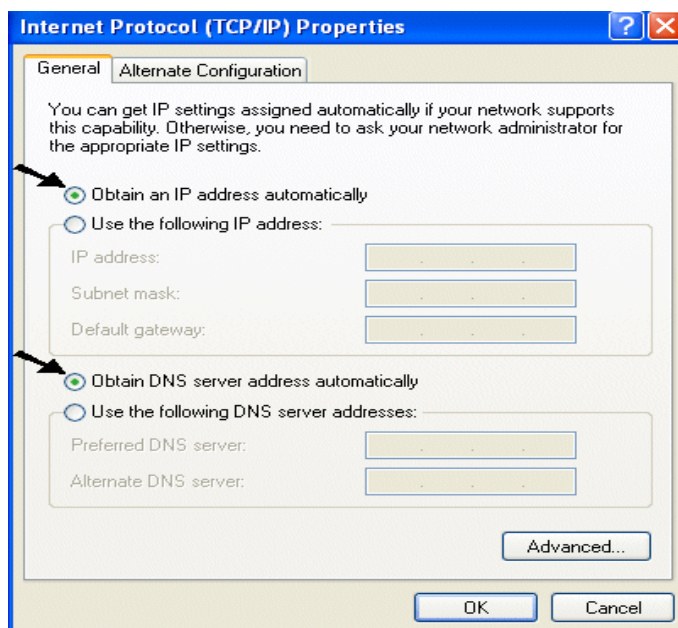 Internet Protocol (TCP/IP) Properties
General
Alternate Configuration
You can get IP settings assigned automatically if your network supports
this capability. Otherwise, you need to ask your network administrator for
the appropriate IP settings.
Obtain an IP address automatically
Use the following IP address:
IP address:
Subnet mask:
Default gateway:
Obtain DNS server address automatically
Use the following DNS server addresses:
Preferred DNS server:
Alternate DNS server:
Advanced...
OK
Cancel